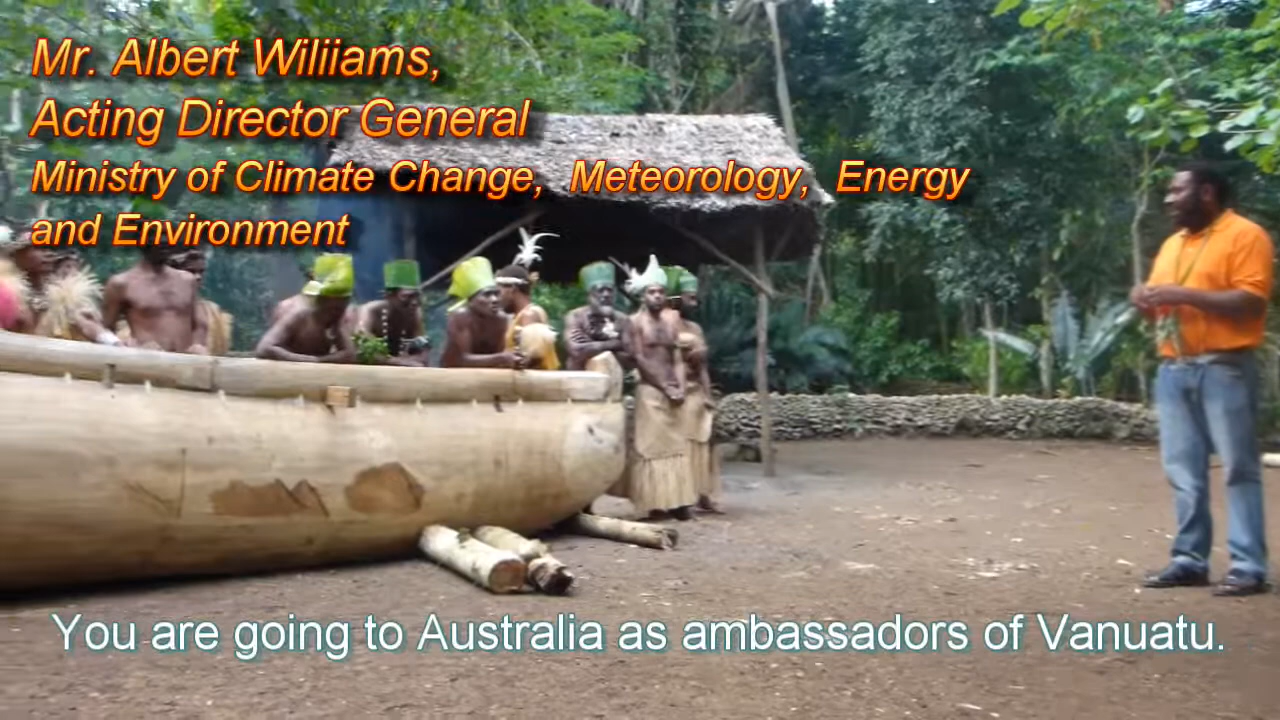 Mr. Albert Wiliiams,
Acting Director General
Ministry of Climate Change, Meteorology, Energy
and Environment
You are going to Australia as ambassadors of Vanuatu.